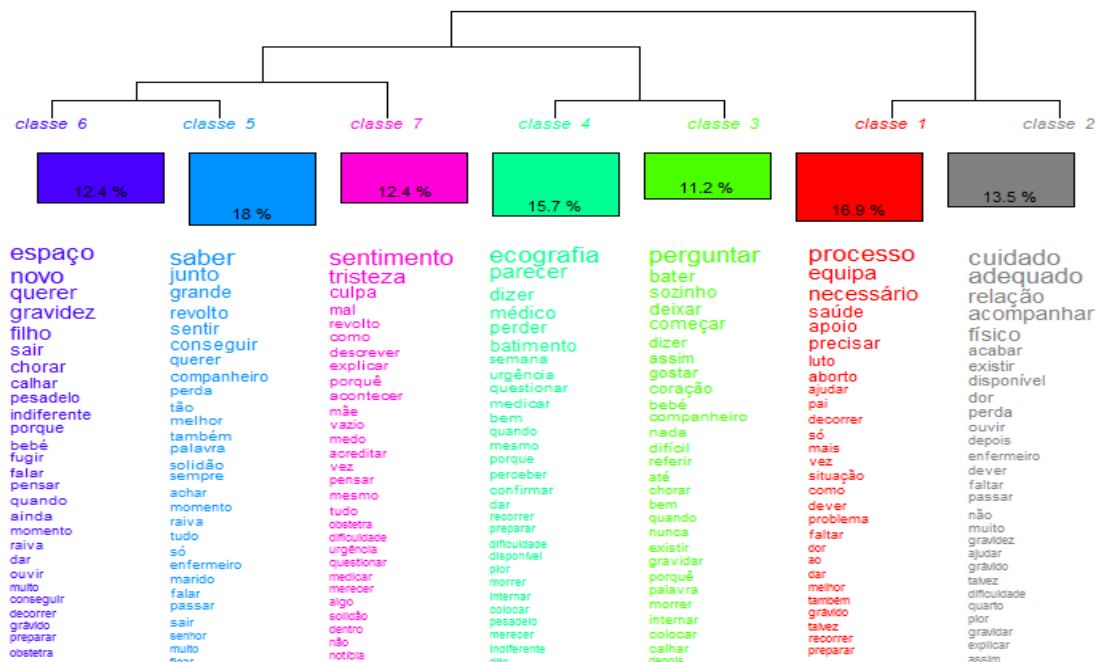 classe 6
classe 5
classe 7
classe 4
classe 3
classe 1
classe 2
12.4 %
18 %
12.4 %
15.7 %
11.2 %
16.9 %
13.5 %
espaço
novo
querer
gravidez
filho
sair
chorar
calhar
pesadelo
indiferente
porque
bebé
fugir
falar
pensar
quando
ainda
momento
raiva
dar
ouvir
muito
conseguir
decorrer
grávido
preparar
obstetra
saber
junto
grande
revolto
sentir
conseguir
querer
companheiro
perda
tão
melhor
também
palavra
solidão
sempre
achar
momento
raiva
tudo
só
enfermeiro
marido
falar
passar
sair
senhor
muito
sentimento
tristeza
culpa
mal
revolto
como
descrever
explicar
porquê
acontecer
mãe
vazio
medo
acreditar
vez
pensar
mesmo
tudo
obstetra
dificuldade
urgência
questionar
medicar
merecer
algo
solidão
dentro
não
notícia
ecografia
parecer
dizer
médico
perder
batimento
semana
urgência
questionar
medicar
bem
quando
mesmo
porque
perceber
confirmar
dar
recorrer
preparar
dificuldade
disponível
pior
morrer
internar
colocar
pesadelo
merecer
indiferente
perguntar
bater
sozinho
deixar
começar
dizer
assim
gostar
coração
bebé
companheiro
nada
difícil
referir
até
chorar
bem
quando
nunca
existir
gravidar
porquê
palavra
morrer
internar
colocar
calhar
depois
processo
equipa
necessário
saúde
apoio
precisar
luto
aborto
ajudar
pai
decorrer
só
mais
vez
situação
como
dever
problema
faltar
dor
ao
dar
melhor
também
grávido
talvez
recorrer
preparar
cuidado
adequado
relação
acompanhar
físico
acabar
existir
disponível
dor
perda
ouvir
depois
enfermeiro
dever
faltar
passar
não
muito
gravidez
ajudar
grávido
talvez
dificuldade
quarto
pior
gravidar
explicar
assim